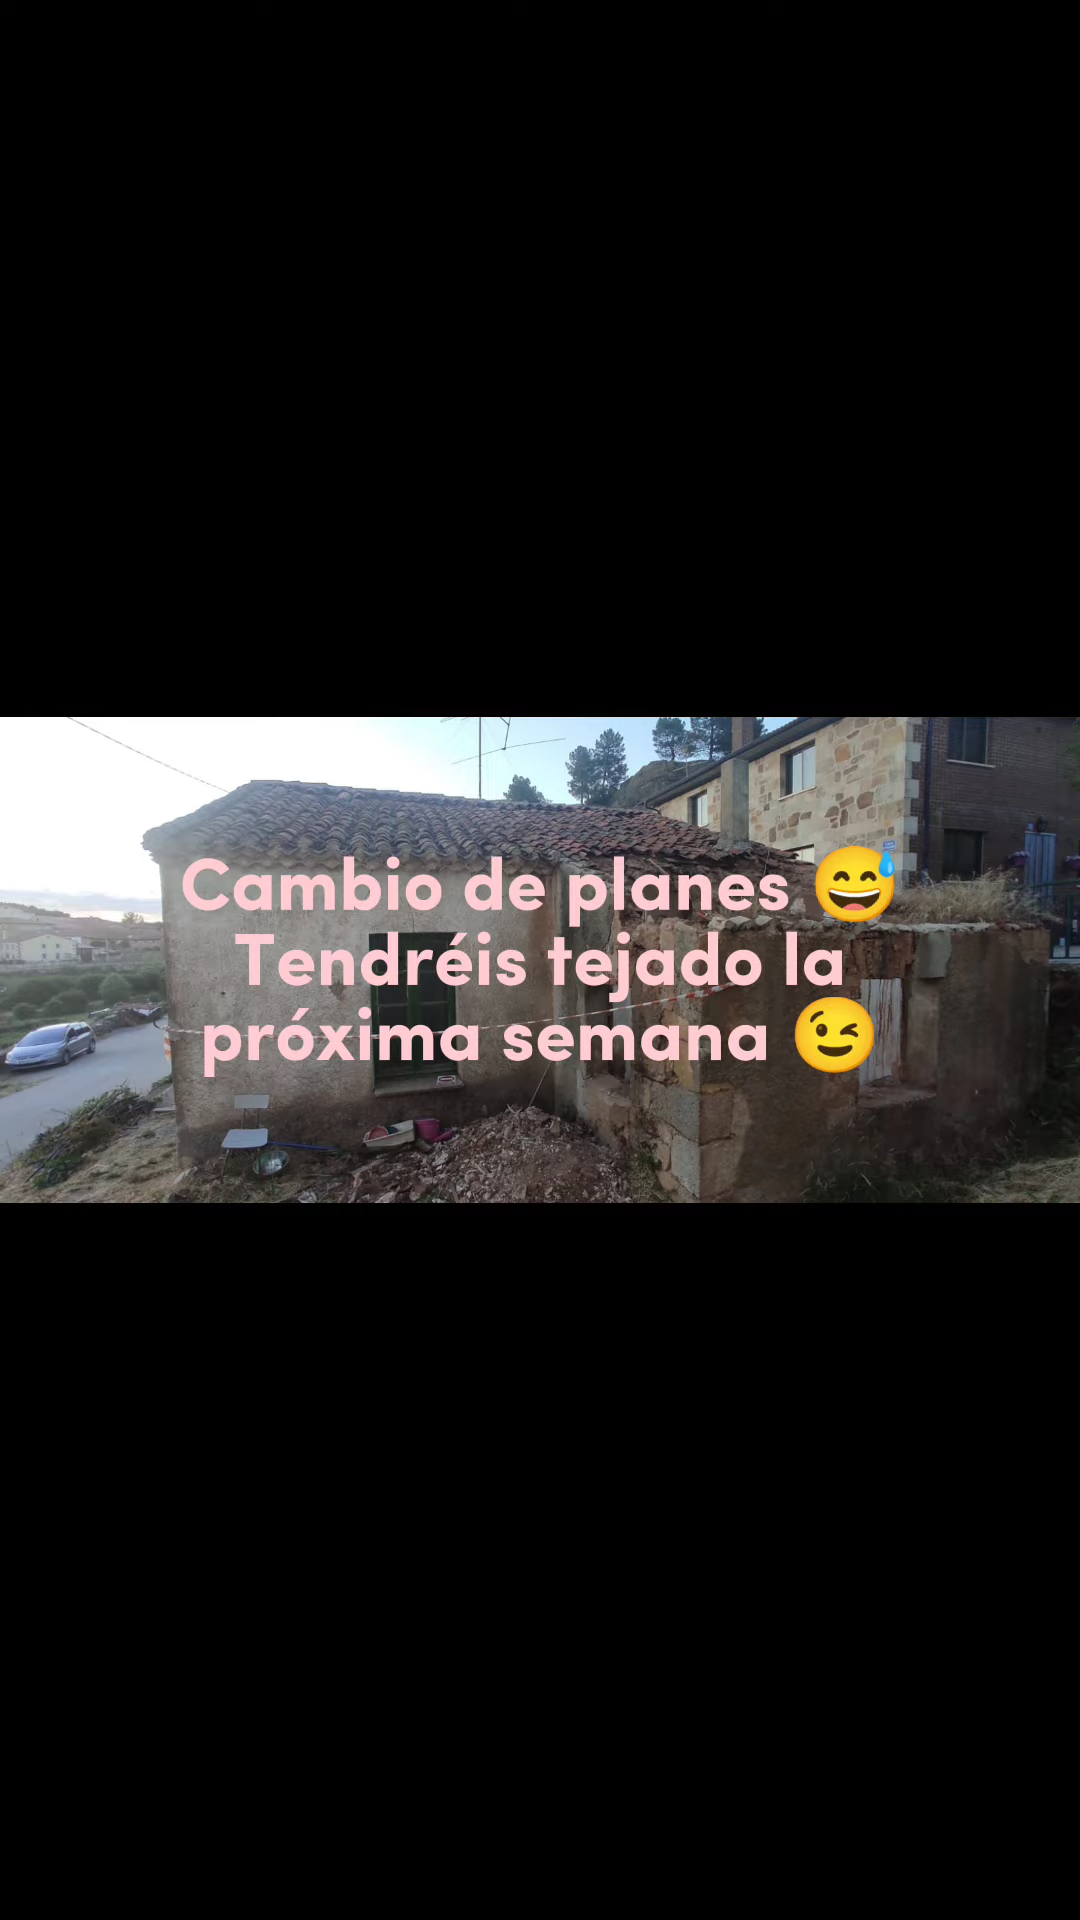 Cambio de planes 😅
Tendréis tejado la
próxima semana 😉